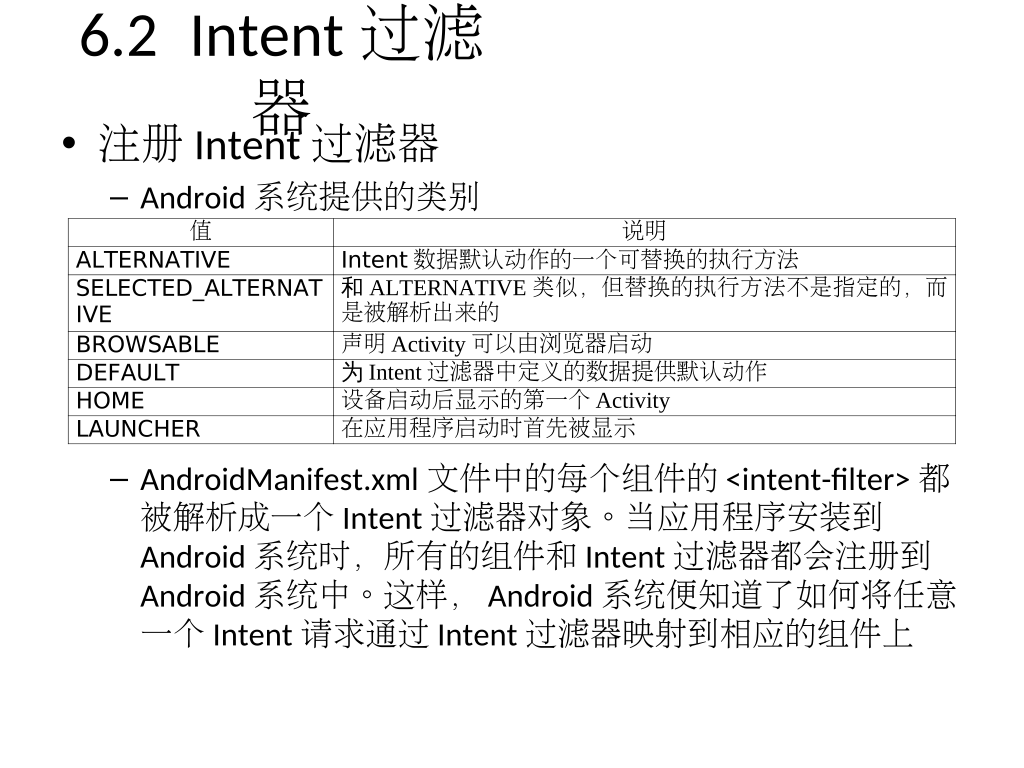 6.2  Intent 过滤
器
• 注册 Intent 过滤器
– Android 系统提供的类别
值 说明
ALTERNATIVE Intent 数据默认动作的一个可替换的执行方法
SELECTED_ALTERNAT 和 ALTERNATIVE 类似，但替换的执行方法不是指定的，而
IVE 是被解析出来的
BROWSABLE 声明 Activity 可以由浏览器启动
DEFAULT 为 Intent 过滤器中定义的数据提供默认动作
HOME 设备启动后显示的第一个 Activity
LAUNCHER 在应用程序启动时首先被显示
– AndroidManifest.xml 文件中的每个组件的 <intent-filter> 都
被解析成一个 Intent 过滤器对象。当应用程序安装到
Android 系统时，所有的组件和 Intent 过滤器都会注册到
Android 系统中。这样， Android 系统便知道了如何将任意
一个 Intent 请求通过 Intent 过滤器映射到相应的组件上